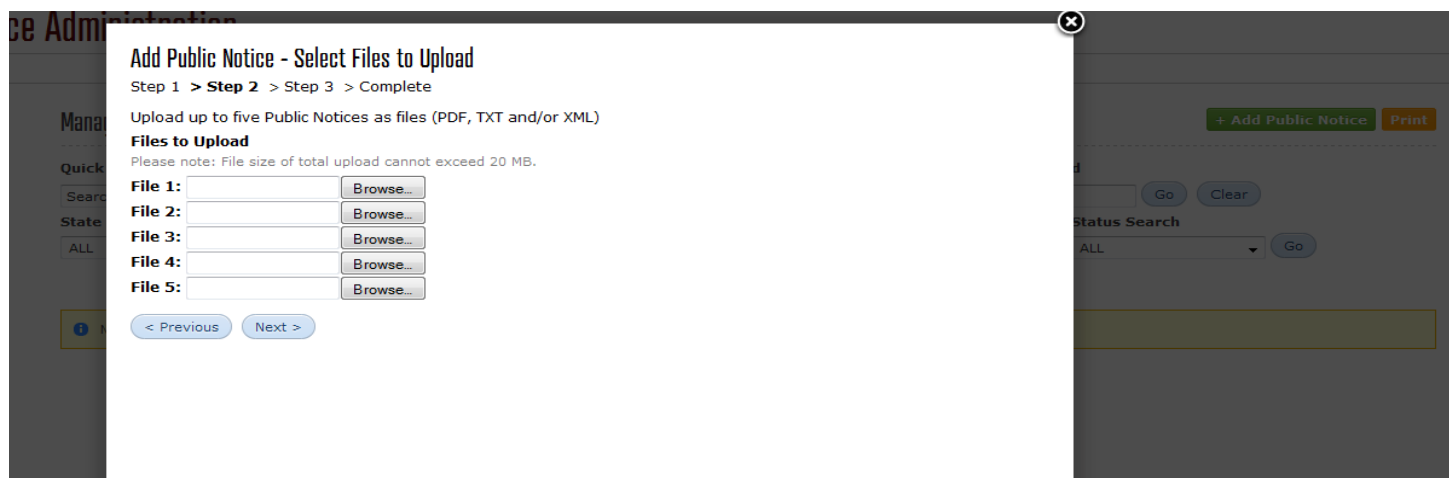 ce Administration
Add Public Notice - Select Files to Upload
Step 1 > Step 2 > Step 3 > Complete
Upload up to five Public Notices as files (PDF, TXT and/or XML)
Files to Upload
Please note: File size of total upload cannot exceed 20 MB.
File 1: Browse...
File 2: Browse...
File 3: Browse...
File 4: Browse...
File 5: Browse...
< Previous Next >
Manag
+ Add Public Notice Print
Quick
d
Searc
Go Clear
State
Status Search
ALL
ALL Go
N